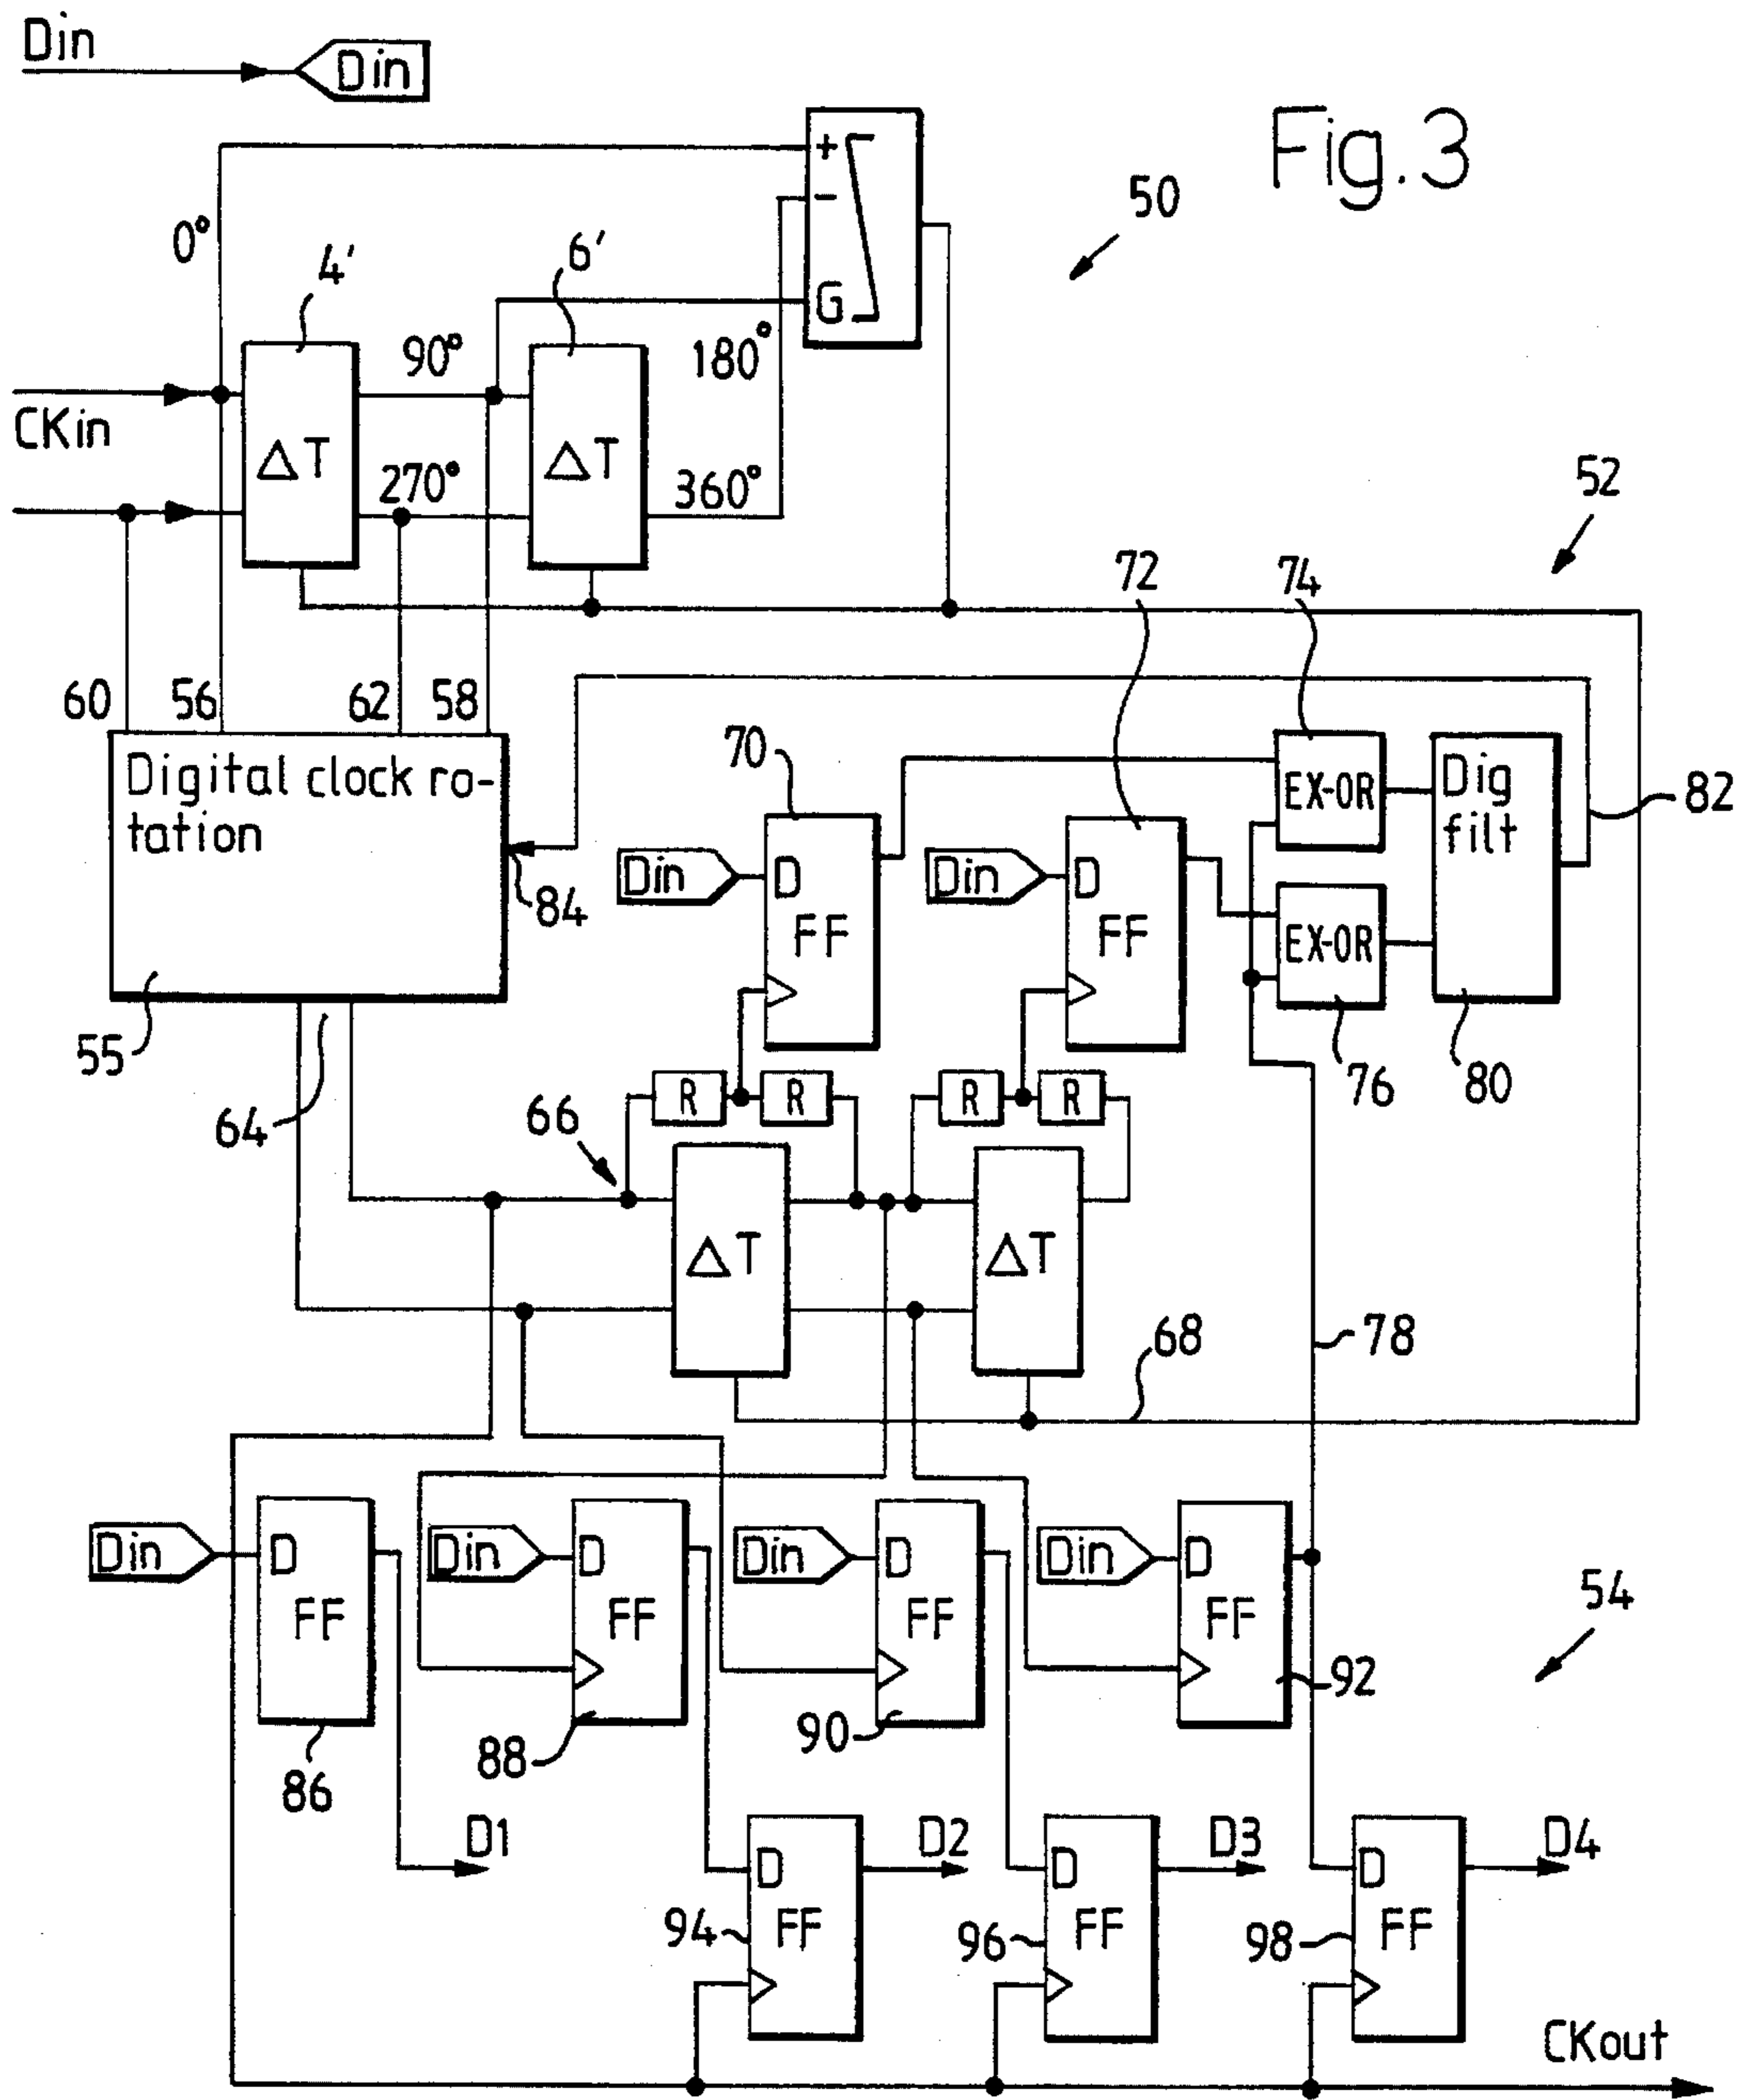 Din
Din
Fig. 3
+
-
G
50
0°
4'
6'
90°
180°
CKin
ΔT
ΔT
270°
360°
52
72
74
60
56
62
58
70
Digital clock ro-
tation
EX-OR
Dig
filt
82
84
Din
D
FF
Din
D
FF
EX-OR
55
64
76
80
R
R
R
R
66
ΔT
ΔT
68
78
Din
D
FF
Din
D
FF
Din
D
FF
Din
D
FF
54
86
88
90
92
D1
D2
D3
D4
D
FF
D
FF
D
FF
94
96
98
CKout